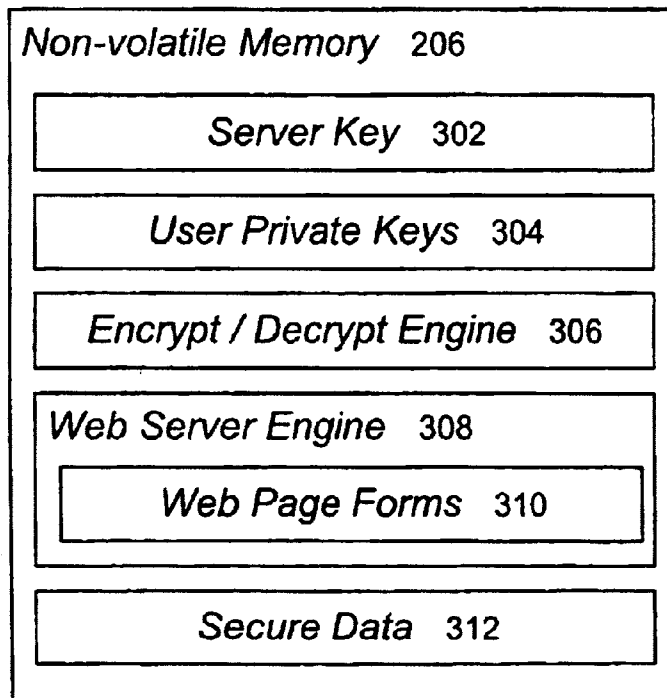 Non-volatile Memory 206
Server Key 302
User Private Keys 304
Encrypt / Decrypt Engine 306
Web Server Engine 308
Web Page Forms 310
Secure Data 312